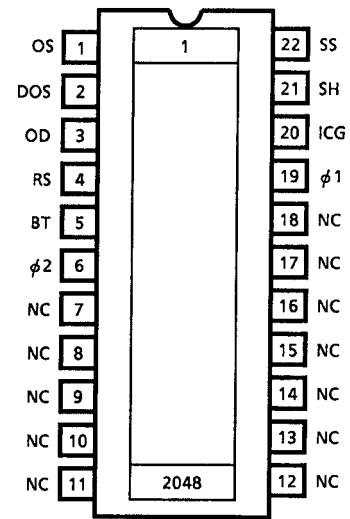 OS 1 1 22 SS
DOS 2 21 SH
OD 3 20 ICG
RS 4 19 ϕ1
BT 5 18 NC
ϕ2 6 17 NC
NC 7 16 NC
NC 8 15 NC
NC 9 14 NC
NC 10 13 NC
NC 11 2048 12 NC